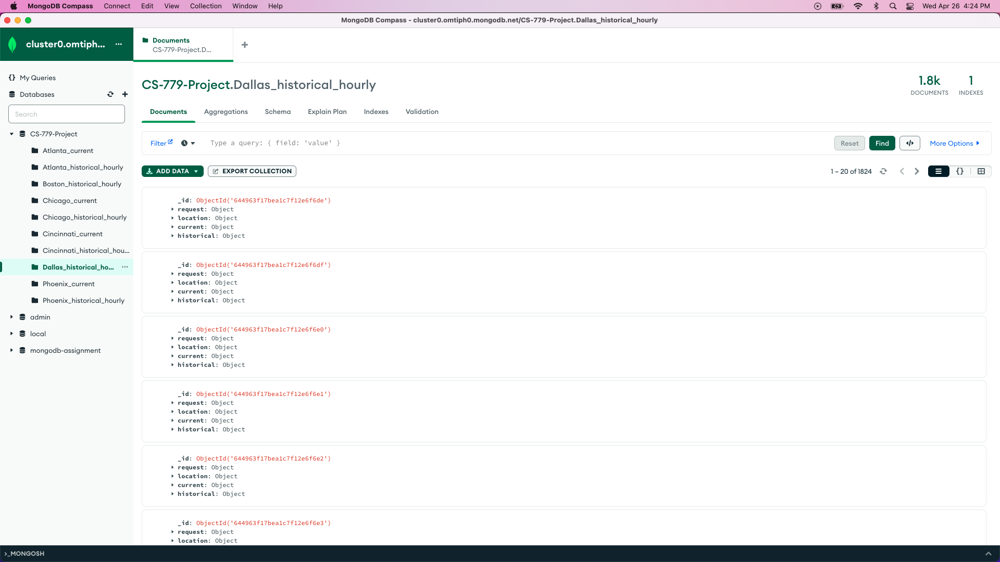 MongoDB Compass Connect Edit View Collection Window Help Wed Apr 26 4:24 PM
MongoDB Compass - cluster0.omtiph0.mongodb.net/CS-779-Project.Dallas_historical_hourly
cluster0.omtiph... ...
Documents
CS-779-Project.D...
+
{} My Queries
Databases
Search
CS-779-Project
Atlanta_current
Atlanta_historical_hourly
Boston_historical_hourly
Chicago_current
Chicago_historical_hourly
Cincinnati_current
Cincinnati_historical_hou...
Dallas_historical_ho... ...
Phoenix_current
Phoenix_historical_hourly
admin
local
mongodb-assignment
CS-779-Project.Dallas_historical_hourly
1.8k
DOCUMENTS
1
INDEXES
Documents Aggregations Schema Explain Plan Indexes Validation
Filter Type a query: { field: 'value' } Reset Find </> More Options
ADD DATA EXPORT COLLECTION 1 – 20 of 1824 {}
_id: ObjectId('644963f17bea1c7f12e6f6de')
request: Object
location: Object
current: Object
historical: Object
_id: ObjectId('644963f17bea1c7f12e6f6df')
request: Object
location: Object
current: Object
historical: Object
_id: ObjectId('644963f17bea1c7f12e6f6e0')
request: Object
location: Object
current: Object
historical: Object
_id: ObjectId('644963f17bea1c7f12e6f6e1')
request: Object
location: Object
current: Object
historical: Object
_id: ObjectId('644963f17bea1c7f12e6f6e2')
request: Object
location: Object
current: Object
historical: Object
_id: ObjectId('644963f17bea1c7f12e6f6e3')
request: Object
location: Object
>_MONGOSH